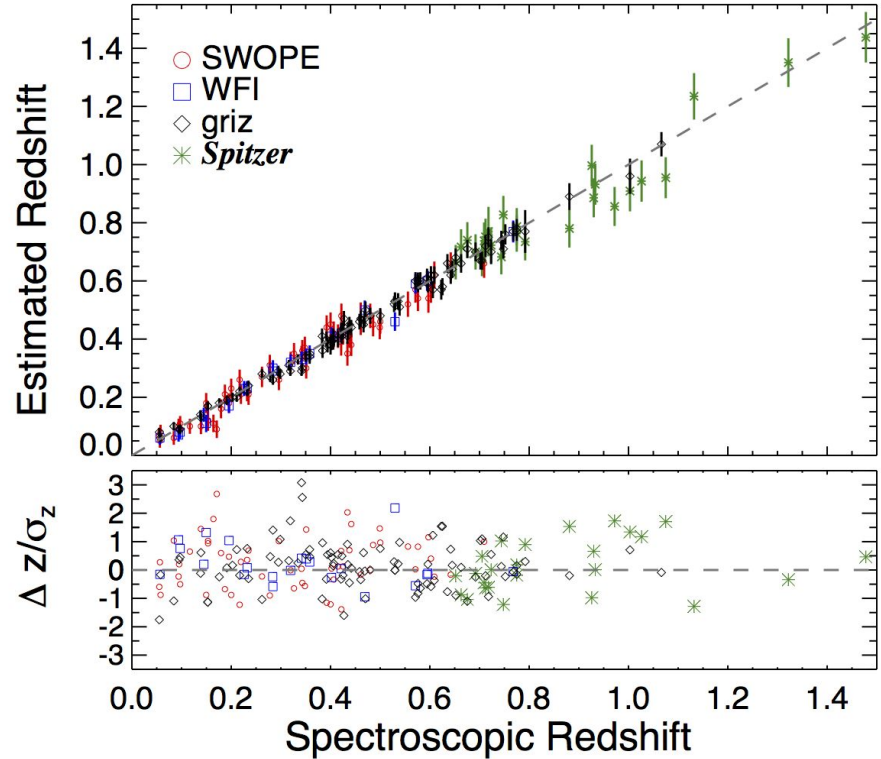 Estimated Redshift
1.4
1.2
1.0
0.8
0.6
0.4
0.2
0.0
SWOPE
WFI
griz
Spitzer
Δ z/σz
3
2
1
0
-1
-2
-3
0.0 0.2 0.4 0.6 0.8 1.0 1.2 1.4
Spectroscopic Redshift